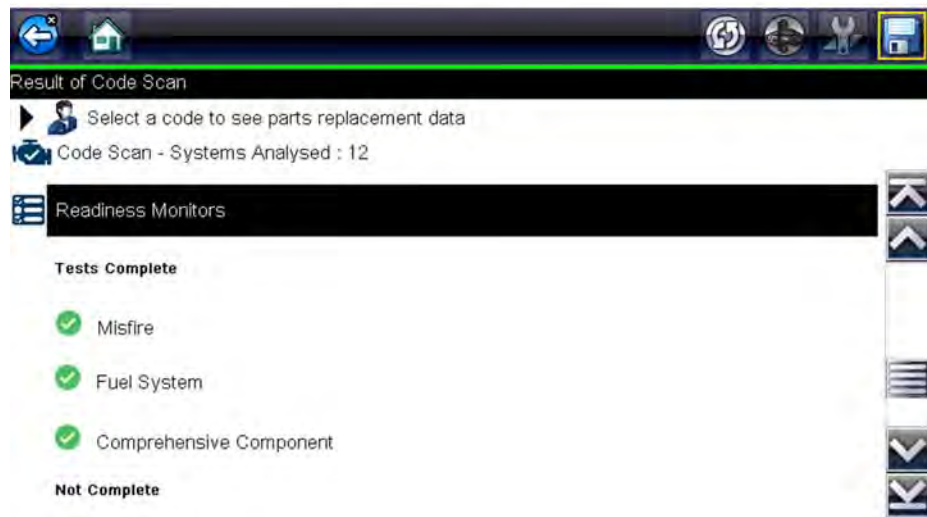 Result of Code Scan
Select a code to see parts replacement data
Code Scan - Systems Analysed : 12
Readiness Monitors
Tests Complete
Misfire
Fuel System
Comprehensive Component
Not Complete